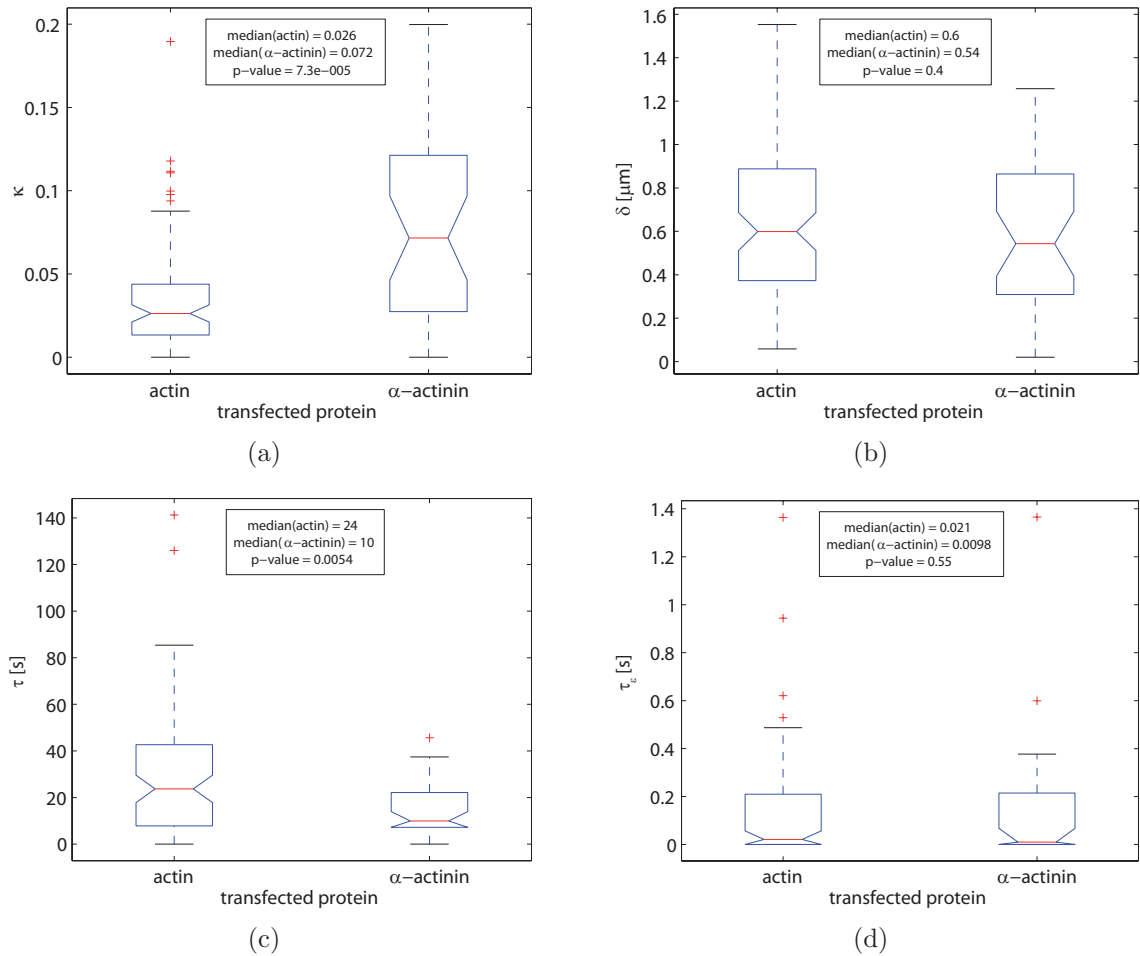 median(actin) = 0.026
median(α−actinin) = 0.072
p−value = 7.3e−005
0.2
0.15
0.1
0.05
0
κ
actin
α−actinin
transfected protein
(a)
median(actin) = 0.6
median(α−actinin) = 0.54
p−value = 0.4
1.6
1.4
1.2
1
0.8
0.6
0.4
0.2
0
δ [μm]
actin
α−actinin
transfected protein
(b)
median(actin) = 24
median(α−actinin) = 10
p−value = 0.0054
140
120
100
80
60
40
20
0
τ [s]
actin
α−actinin
transfected protein
(c)
median(actin) = 0.021
median(α−actinin) = 0.0098
p−value = 0.55
1.4
1.2
1
0.8
0.6
0.4
0.2
0
τ_ε [s]
actin
α−actinin
transfected protein
(d)